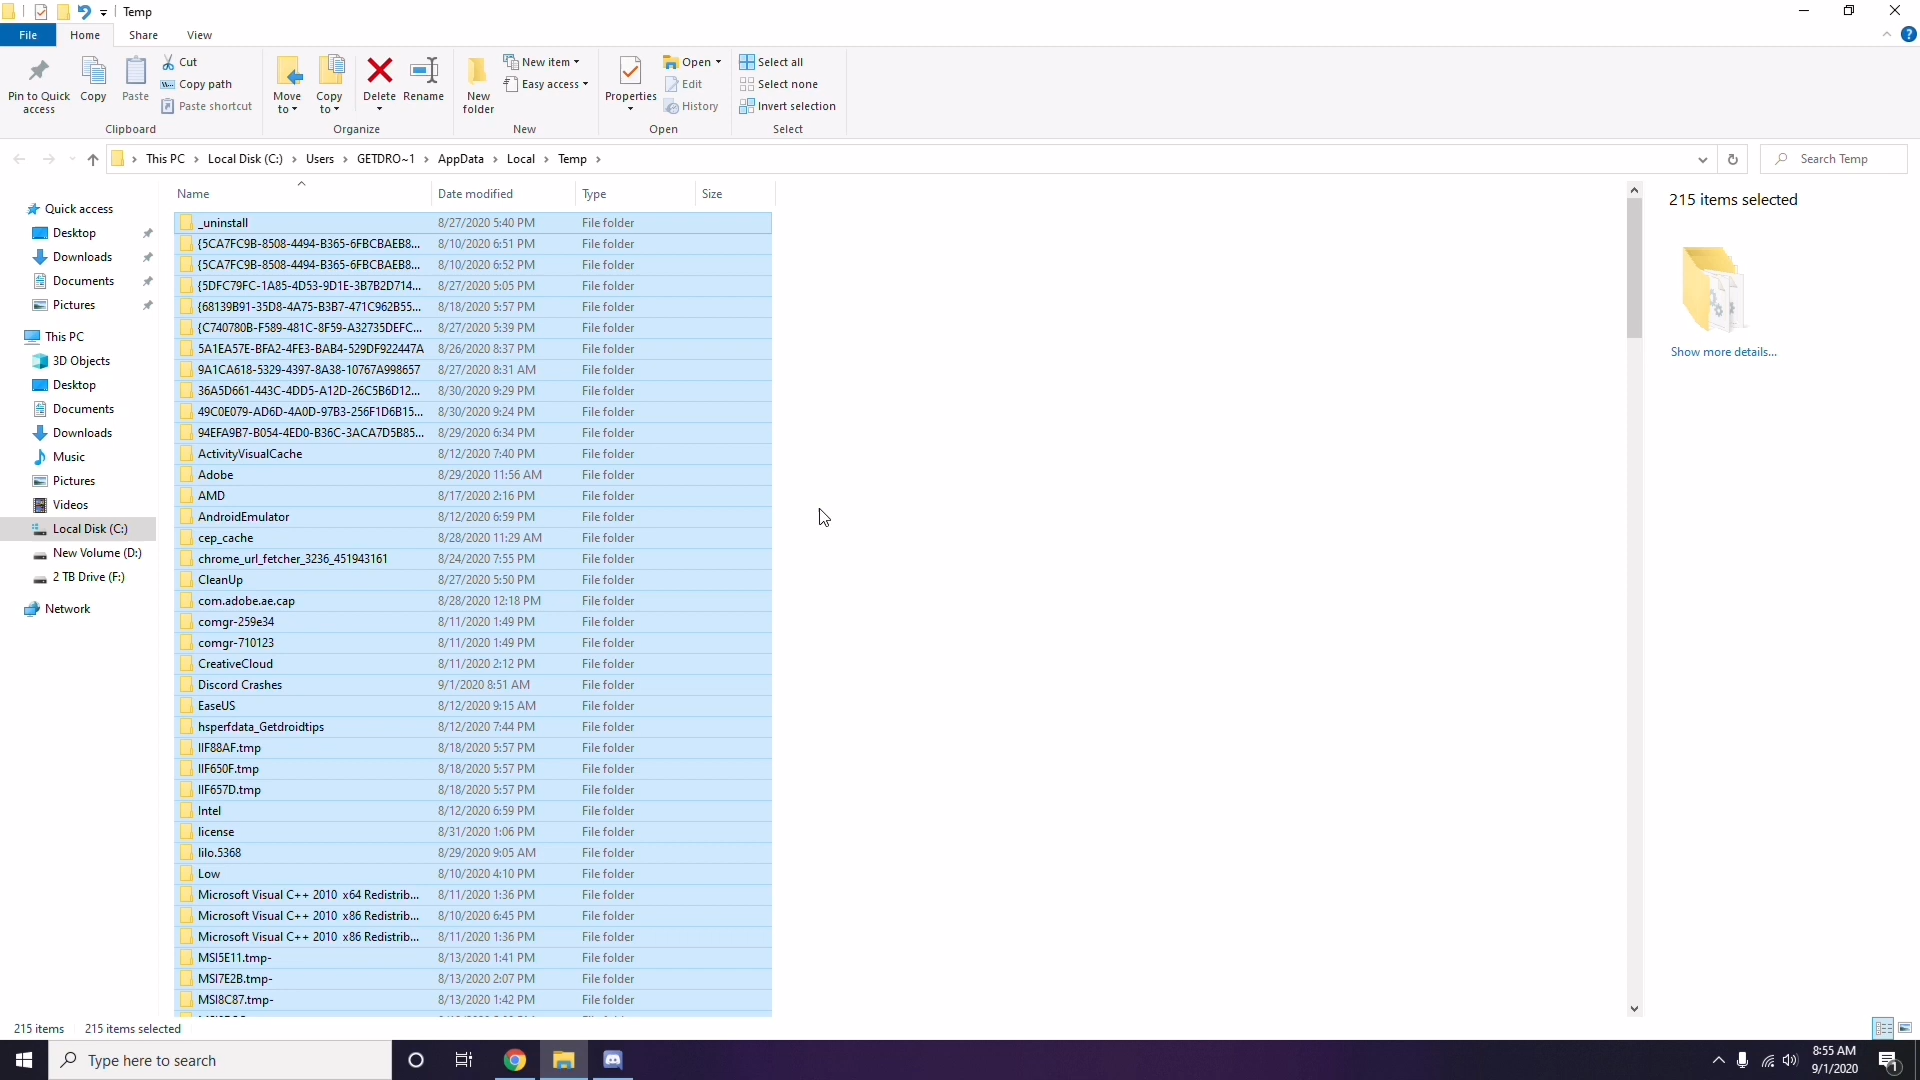 Temp
File Home Share View
Pin to Quick access
Copy
Paste
Cut
Copy path
Paste shortcut
Clipboard
Move to
Copy to
Delete
Rename
Organize
New folder
New item
Easy access
New
Properties
Open
Edit
History
Open
Select all
Select none
Invert selection
Select
This PC Local Disk (C:) Users GETDRO~1 AppData Local Temp
Search Temp
Quick access
Desktop
Downloads
Documents
Pictures
This PC
3D Objects
Desktop
Documents
Downloads
Music
Pictures
Videos
Local Disk (C:)
New Volume (D:)
2 TB Drive (F:)
Network
Name Date modified Type Size
_uninstall 8/27/2020 5:40 PM File folder
{5CA7FC9B-8508-4494-B365-6FBCBAEB8... 8/10/2020 6:51 PM File folder
{5CA7FC9B-8508-4494-B365-6FBCBAEB8... 8/10/2020 6:52 PM File folder
{5DFC79FC-1A85-4D53-9D1E-3B7B2D714... 8/27/2020 5:05 PM File folder
{68139B91-35D8-4A75-B3B7-471C962B55... 8/18/2020 5:57 PM File folder
{C740780B-F589-481C-8F59-A32735DEFC... 8/27/2020 5:39 PM File folder
5A1EA57E-BFA2-4FE3-BAB4-529DF922447A 8/26/2020 8:37 PM File folder
9A1CA618-5329-4397-8A38-10767A998657 8/27/2020 8:31 AM File folder
36A5D661-443C-4DD5-A12D-26C5B6D12... 8/30/2020 9:29 PM File folder
49C0E079-AD6D-4A0D-97B3-256F1D6B15... 8/30/2020 9:24 PM File folder
94EFA9B7-B054-4ED0-B36C-3ACA7D5B85... 8/29/2020 6:34 PM File folder
ActivityVisualCache 8/12/2020 7:40 PM File folder
Adobe 8/29/2020 11:56 AM File folder
AMD 8/17/2020 2:16 PM File folder
AndroidEmulator 8/12/2020 6:59 PM File folder
cep_cache 8/28/2020 11:29 AM File folder
chrome_url_fetcher_3236_451943161 8/24/2020 7:55 PM File folder
CleanUp 8/27/2020 5:50 PM File folder
com.adobe.ae.cap 8/28/2020 12:18 PM File folder
comgr-259e34 8/11/2020 1:49 PM File folder
comgr-710123 8/11/2020 1:49 PM File folder
CreativeCloud 8/11/2020 2:12 PM File folder
Discord Crashes 9/1/2020 8:51 AM File folder
EaseUS 8/12/2020 9:15 AM File folder
hsperfdata_Getdroidtips 8/12/2020 7:44 PM File folder
IIF88AF.tmp 8/18/2020 5:57 PM File folder
IIF650F.tmp 8/18/2020 5:57 PM File folder
IIF657D.tmp 8/18/2020 5:57 PM File folder
Intel 8/12/2020 6:59 PM File folder
license 8/31/2020 1:06 PM File folder
lilo.5368 8/29/2020 9:05 AM File folder
Low 8/10/2020 4:10 PM File folder
Microsoft Visual C++ 2010 x64 Redistrib... 8/11/2020 1:36 PM File folder
Microsoft Visual C++ 2010 x86 Redistrib... 8/10/2020 6:45 PM File folder
Microsoft Visual C++ 2010 x86 Redistrib... 8/11/2020 1:36 PM File folder
MSI5E11.tmp- 8/13/2020 1:41 PM File folder
MSI7E2B.tmp- 8/13/2020 2:07 PM File folder
MSI8C87.tmp- 8/13/2020 1:42 PM File folder
215 items selected
Show more details...
215 items 215 items selected
Type here to search
8:55 AM
9/1/2020
1